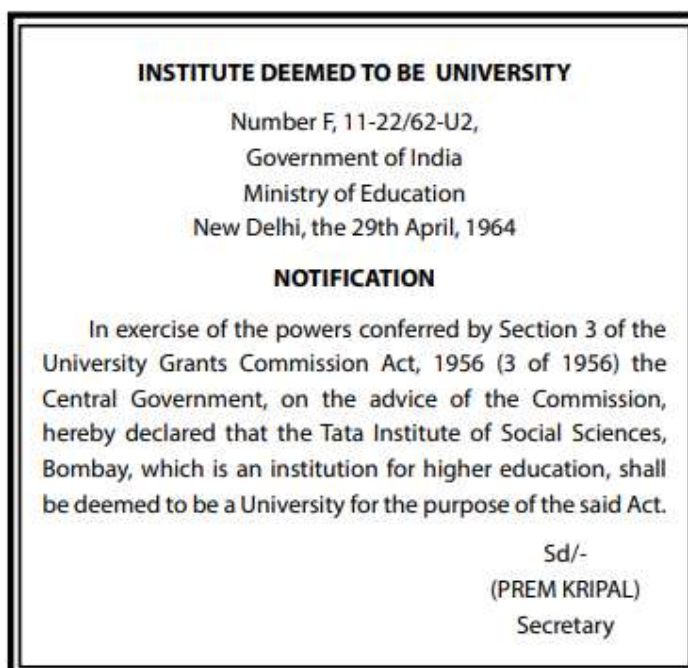 INSTITUTE DEEMED TO BE UNIVERSITY
Number F, 11-22/62-U2,
Government of India
Ministry of Education
New Delhi, the 29th April, 1964
NOTIFICATION
In exercise of the powers conferred by Section 3 of the
University Grants Commission Act, 1956 (3 of 1956) the
Central Government, on the advice of the Commission,
hereby declared that the Tata Institute of Social Sciences,
Bombay, which is an institution for higher education, shall
be deemed to be a University for the purpose of the said Act.
Sd/-
(PREM KRIPAL)
Secretary